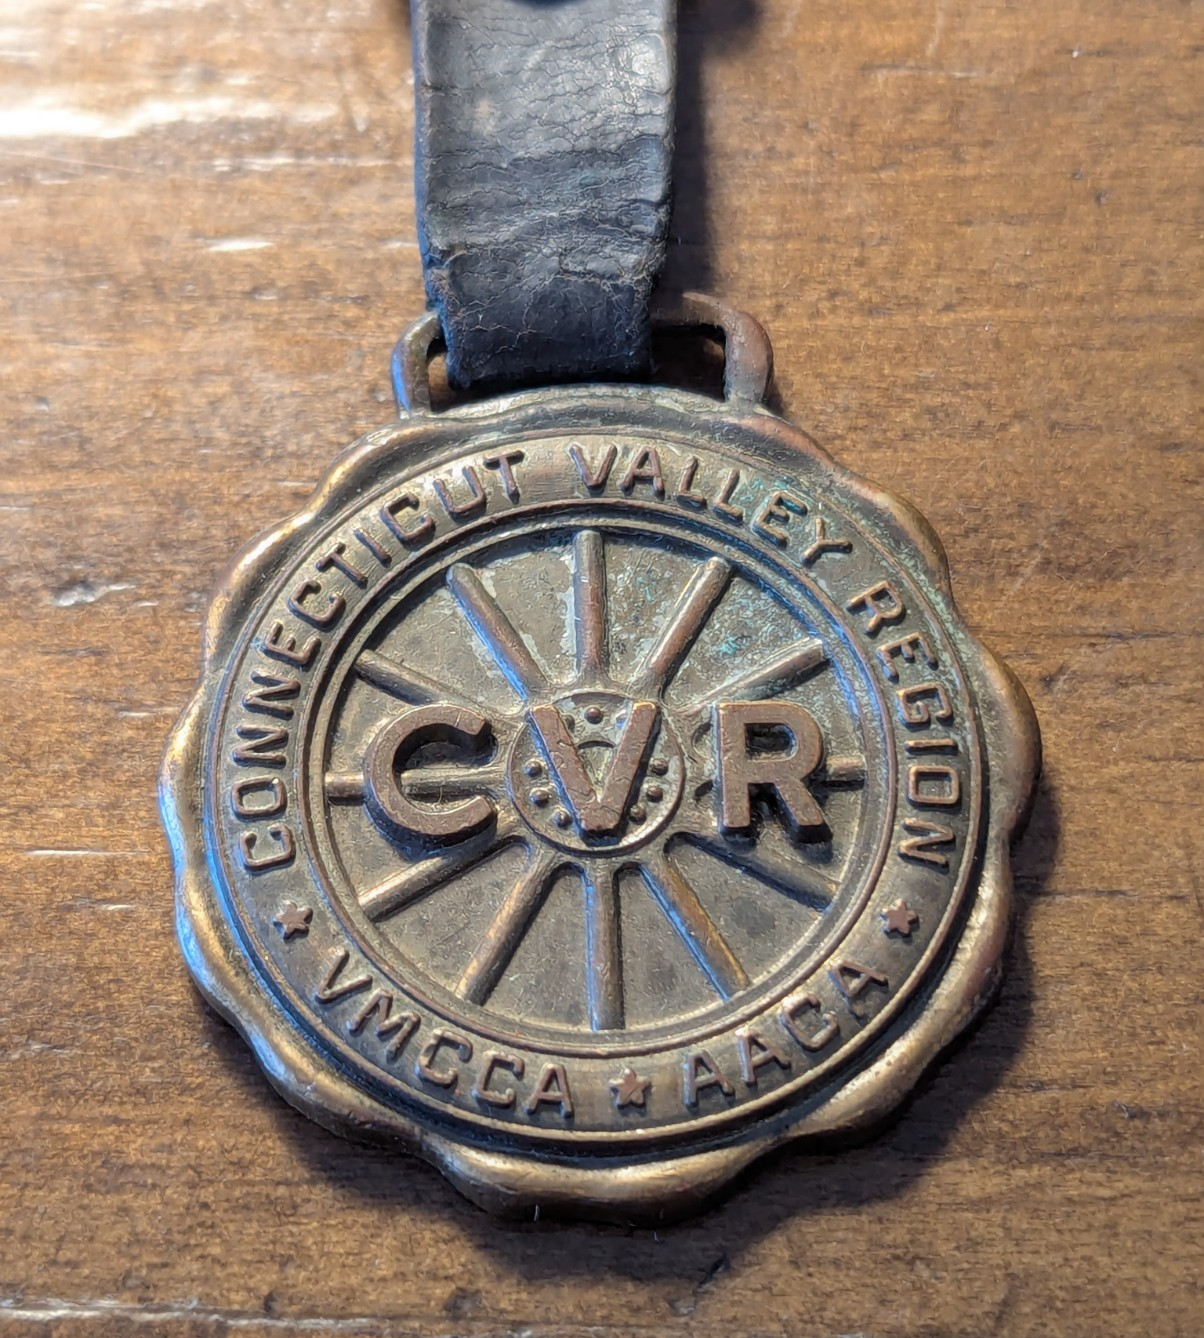 CONNECTICUT VALLEY REGION
CVR
★ VMCCA ★ AACA ★